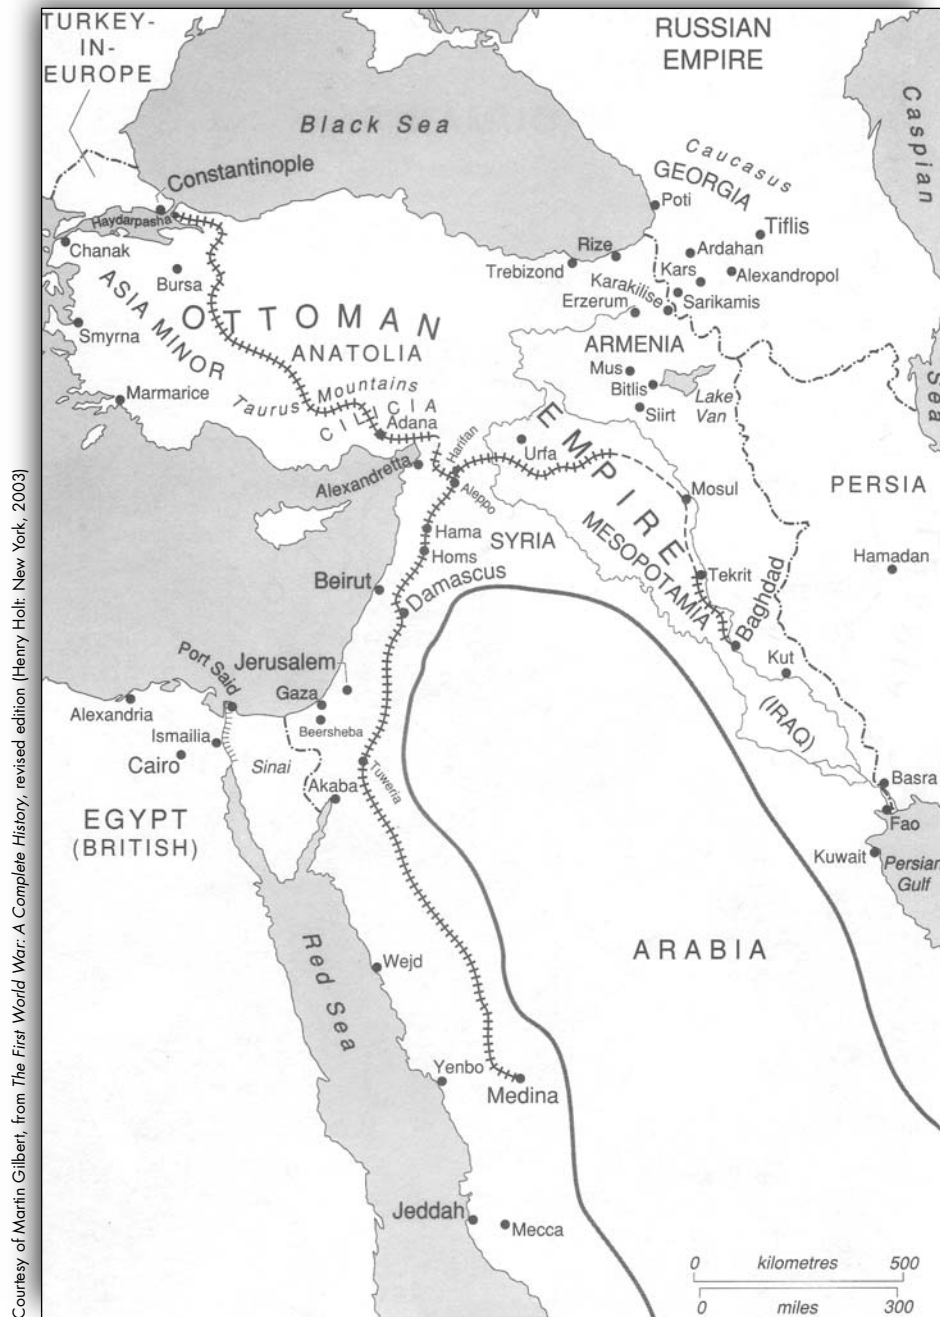 TURKEY-
IN-
EUROPE
RUSSIAN
EMPIRE
Black Sea
Caspian
Sea
Caucasus
GEORGIA
Constantinople
Haydarpasha
Poti
Tiflis
Chanak
Rize
Ardahan
Trebizond
Kars
Alexandropol
Bursa
Karakilise
Sarikamis
Erzerum
ASIA MINOR
OTTOMAN
EMPIRE
Smyrna
ANATOLIA
ARMENIA
Mus
Bitlis
Lake
Van
Siirt
Marmarice
Taurus Mountains
CILICIA
Adana
Harifan
Urfa
Alexandretta
Aleppo
Mosul
PERSIA
Hama
Homs
SYRIA
MESOPOTAMIA
Hamadan
Beirut
Damascus
Tekrit
Baghdad
Port Said
Jerusalem
Kut
Gaza
Alexandria
Beersheba
(IRAQ)
Ismailia
Cairo
Sinai
Tuweria
Akaba
Basra
EGYPT
(BRITISH)
Fao
Kuwait
Persian
Gulf
Red Sea
Wejd
ARABIA
Yenbo
Medina
Jeddah
Mecca
0 kilometres 500
0 miles 300
Courtesy of Martin Gilbert, from The First World War: A Complete History, revised edition (Henry Holt: New York, 2003)